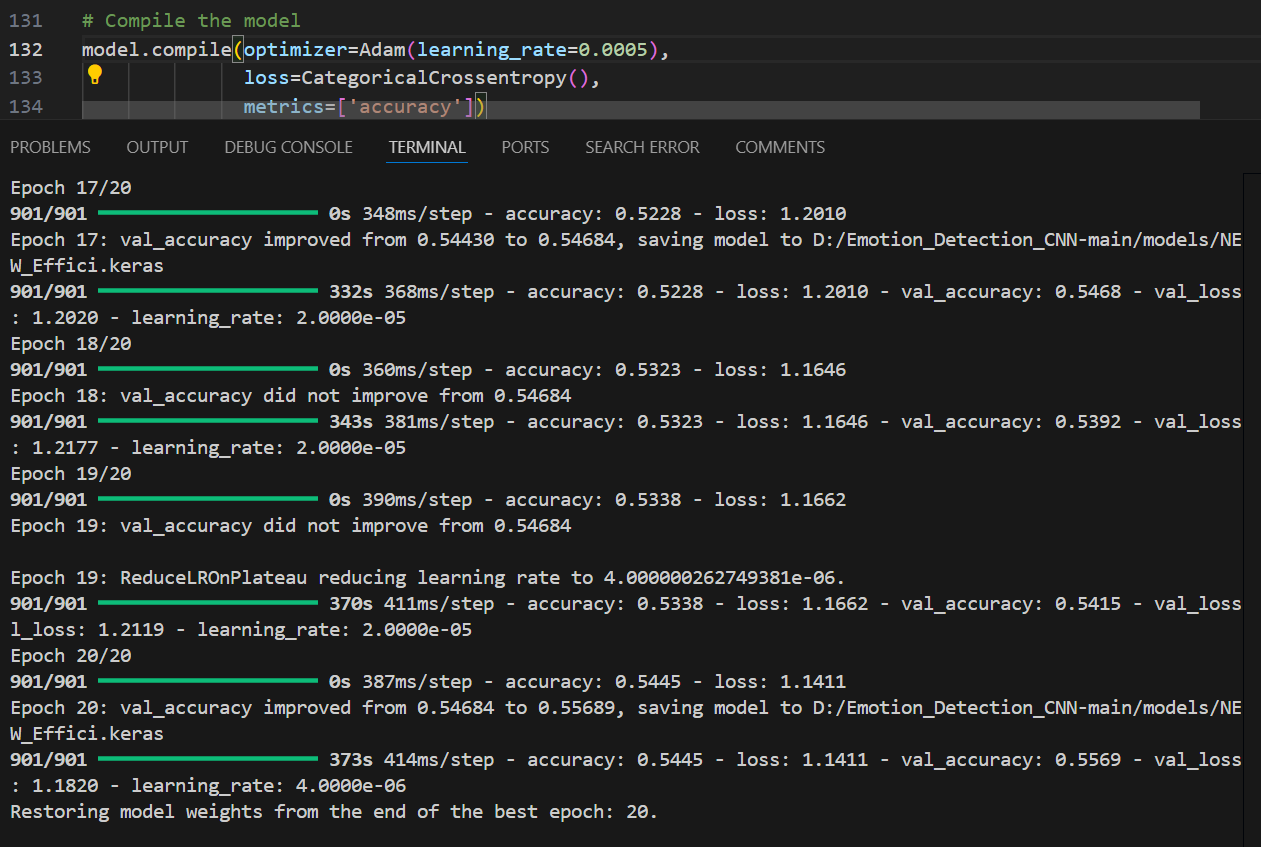 131 # Compile the model
132 model.compile(optimizer=Adam(learning_rate=0.0005),
133 loss=CategoricalCrossentropy(),
134 metrics=['accuracy'])
PROBLEMS OUTPUT DEBUG CONSOLE TERMINAL PORTS SEARCH ERROR COMMENTS
Epoch 17/20
901/901 0s 348ms/step - accuracy: 0.5228 - loss: 1.2010
Epoch 17: val_accuracy improved from 0.54430 to 0.54684, saving model to D:/Emotion_Detection_CNN-main/models/NE
W_Effici.keras
901/901 332s 368ms/step - accuracy: 0.5228 - loss: 1.2010 - val_accuracy: 0.5468 - val_loss
: 1.2020 - learning_rate: 2.0000e-05
Epoch 18/20
901/901 0s 360ms/step - accuracy: 0.5323 - loss: 1.1646
Epoch 18: val_accuracy did not improve from 0.54684
901/901 343s 381ms/step - accuracy: 0.5323 - loss: 1.1646 - val_accuracy: 0.5392 - val_loss
: 1.2177 - learning_rate: 2.0000e-05
Epoch 19/20
901/901 0s 390ms/step - accuracy: 0.5338 - loss: 1.1662
Epoch 19: val_accuracy did not improve from 0.54684
Epoch 19: ReduceLROnPlateau reducing learning rate to 4.000000262749381e-06.
901/901 370s 411ms/step - accuracy: 0.5338 - loss: 1.1662 - val_accuracy: 0.5415 - val_loss
l_loss: 1.2119 - learning_rate: 2.0000e-05
Epoch 20/20
901/901 0s 387ms/step - accuracy: 0.5445 - loss: 1.1411
Epoch 20: val_accuracy improved from 0.54684 to 0.55689, saving model to D:/Emotion_Detection_CNN-main/models/NE
W_Effici.keras
901/901 373s 414ms/step - accuracy: 0.5445 - loss: 1.1411 - val_accuracy: 0.5569 - val_loss
: 1.1820 - learning_rate: 4.0000e-06
Restoring model weights from the end of the best epoch: 20.